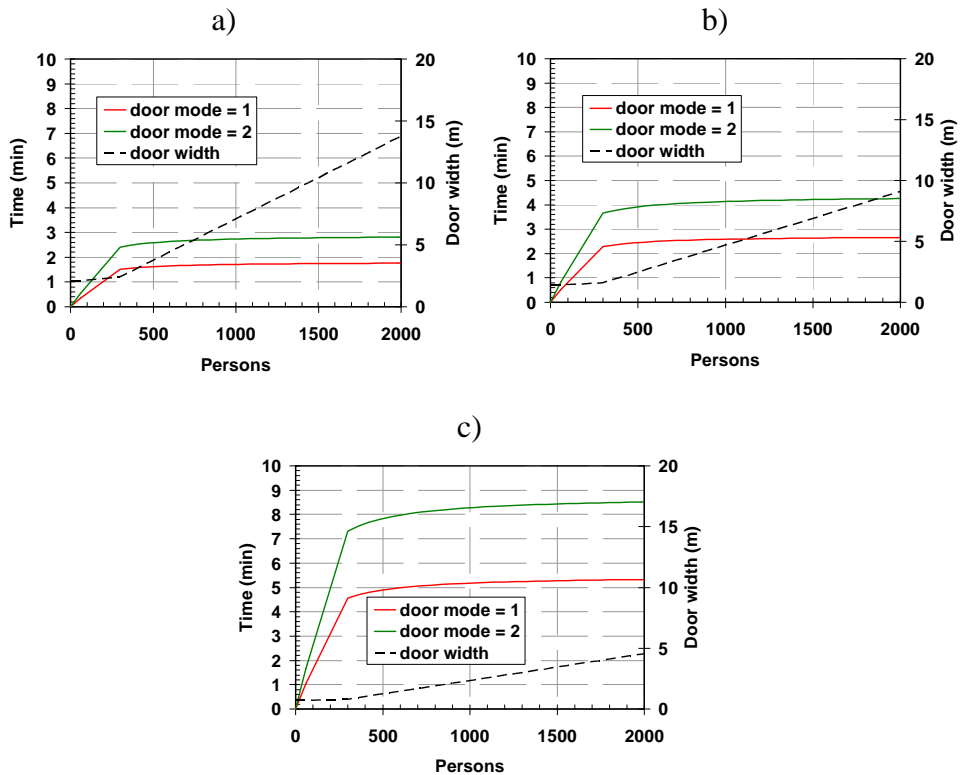 a)
10
9
8
7
6
5
4
3
2
1
0
Time (min)
door mode = 1
door mode = 2
door width
20
15
10
5
0
Door width (m)
0 500 1000 1500 2000
Persons
b)
10
9
8
7
6
5
4
3
2
1
0
Time (min)
door mode = 1
door mode = 2
door width
20
15
10
5
0
Door width (m)
0 500 1000 1500 2000
Persons
c)
10
9
8
7
6
5
4
3
2
1
0
Time (min)
door mode = 1
door mode = 2
door width
20
15
10
5
0
Door width (m)
0 500 1000 1500 2000
Persons